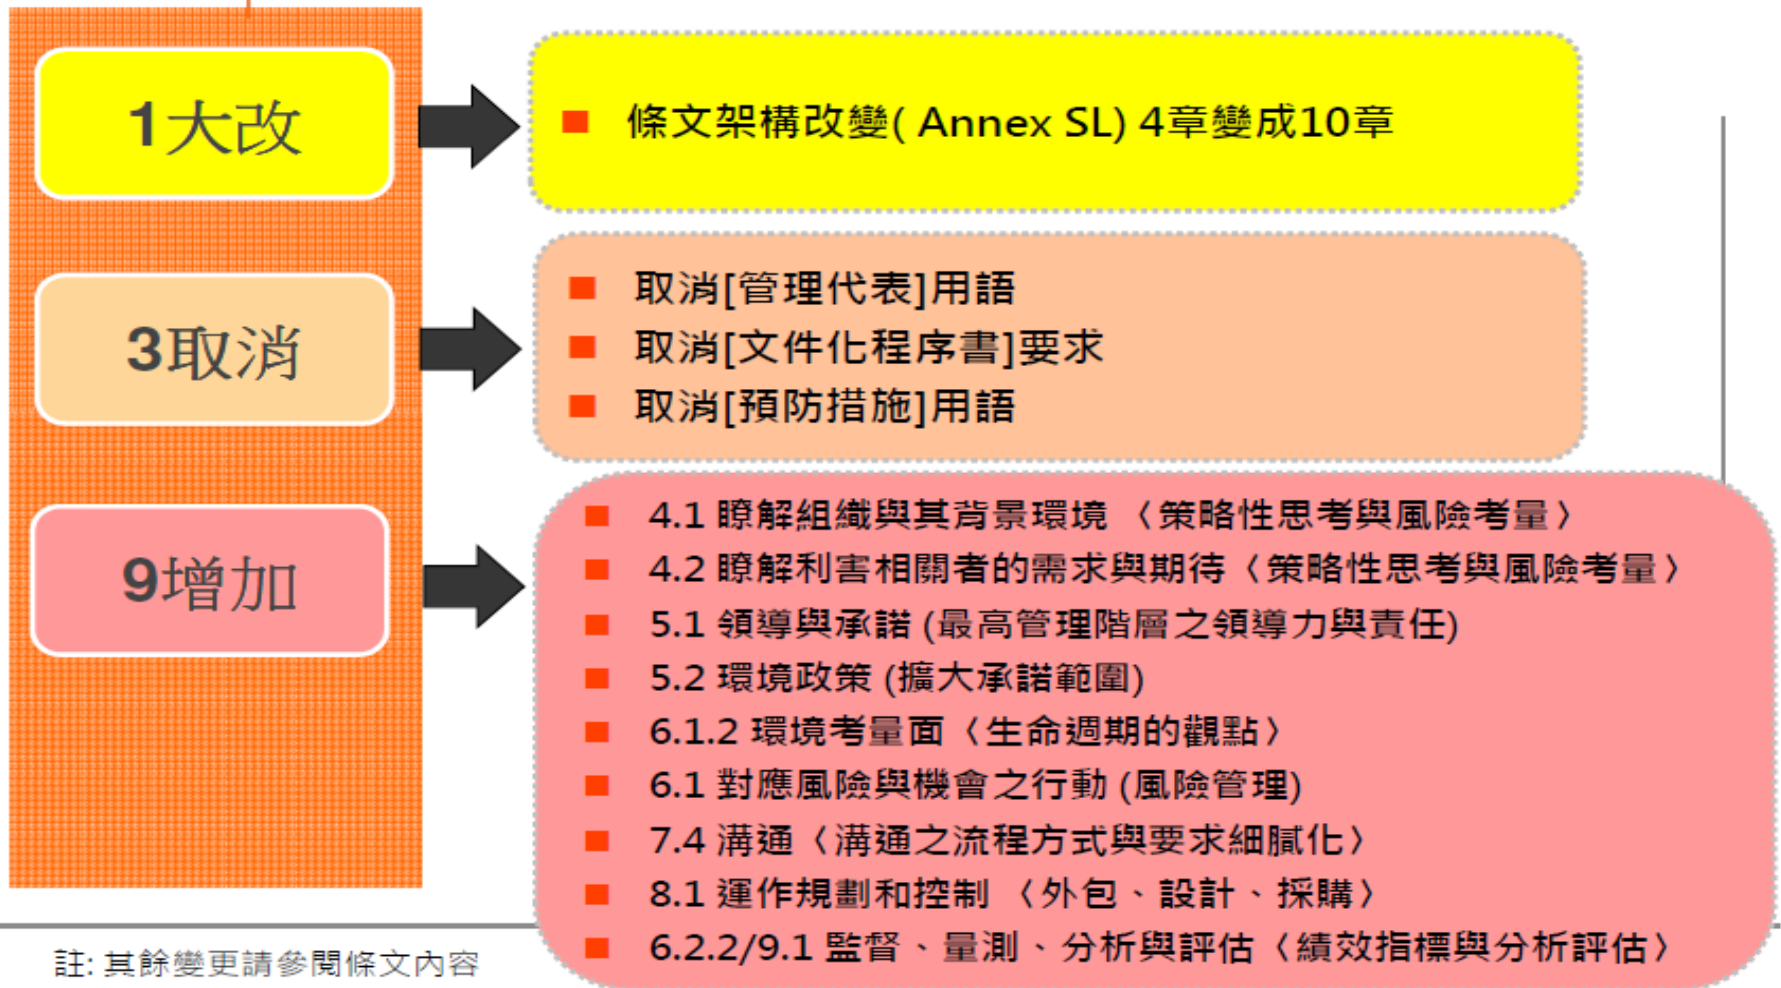 1大改
條文架構改變( Annex SL) 4章變成10章
3取消
取消[管理代表]用語
取消[文件化程序書]要求
取消[預防措施]用語
9增加
4.1 瞭解組織與其背景環境 〈策略性思考與風險考量〉
4.2 瞭解利害相關者的需求與期待〈策略性思考與風險考量〉
5.1 領導與承諾 (最高管理階層之領導力與責任)
5.2 環境政策 (擴大承諾範圍)
6.1.2 環境考量面〈生命週期的觀點〉
6.1 對應風險與機會之行動 (風險管理)
7.4 溝通〈溝通之流程方式與要求細膩化〉
8.1 運作規劃和控制 〈外包、設計、採購〉
6.2.2/9.1 監督、量測、分析與評估〈績效指標與分析評估〉
註: 其餘變更請參閱條文內容